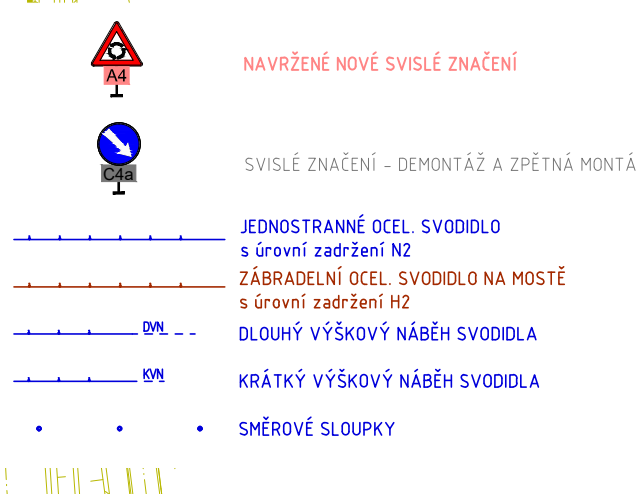 A4
NAVRŽENÉ NOVÉ SVISLÉ ZNAČENÍ
C4a
SVISLÉ ZNAČENÍ - DEMONTÁŽ A ZPĚTNÁ MONTÁ
JEDNOSTRANNÉ OCEL. SVODIDLO
s úrovní zadržení N2
ZÁBRADELNÍ OCEL. SVODIDLO NA MOSTĚ
s úrovní zadržení H2
DVN
DLOUHÝ VÝŠKOVÝ NÁBĚH SVODIDLA
KVN
KRÁTKÝ VÝŠKOVÝ NÁBĚH SVODIDLA
SMĚROVÉ SLOUPKY